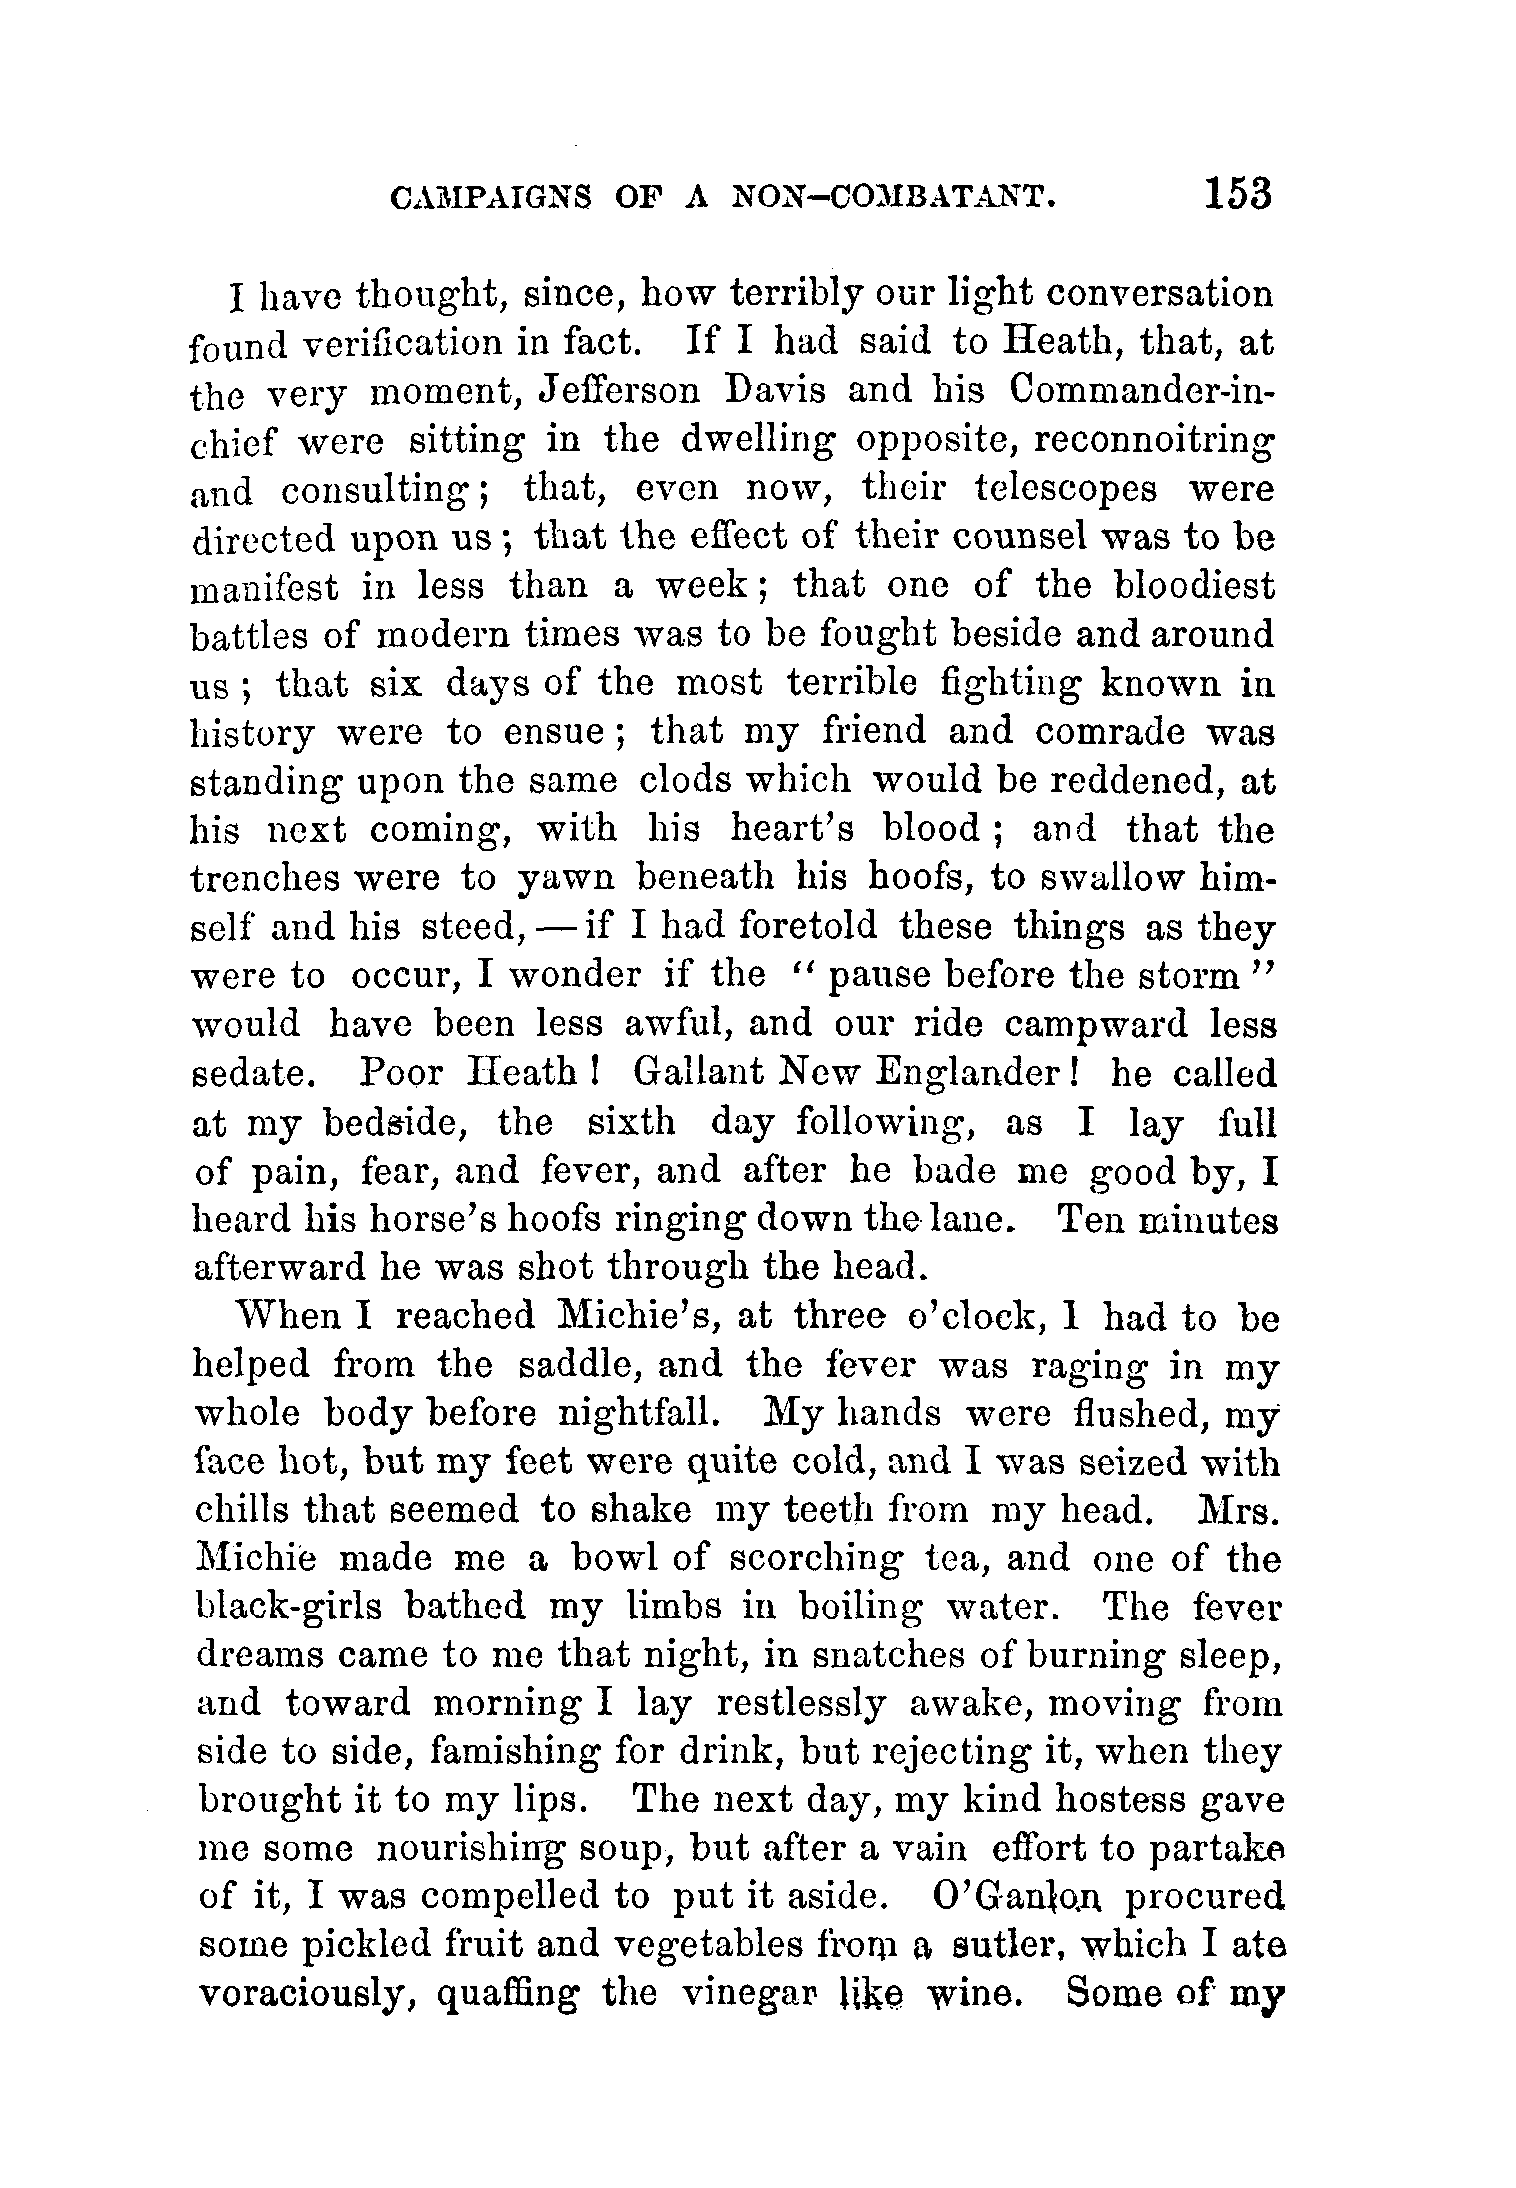 CAMPAIGNS OF A NON-COMBATANT. 153
I have thought, since, how terribly our light conversation
found verification in fact. If I had said to Heath, that, at
the very moment, Jefferson Davis and his Commander-in-
chief were sitting in the dwelling opposite, reconnoitring
and consulting; that, even now, their telescopes were
directed upon us; that the effect of their counsel was to be
manifest in less than a week; that one of the bloodiest
battles of modern times was to be fought beside and around
us; that six days of the most terrible fighting known in
history were to ensue; that my friend and comrade was
standing upon the same clods which would be reddened, at
his next coming, with his heart's blood; and that the
trenches were to yawn beneath his hoofs, to swallow him-
self and his steed, — if I had foretold these things as they
were to occur, I wonder if the "pause before the storm"
would have been less awful, and our ride campward less
sedate. Poor Heath! Gallant New Englander! he called
at my bedside, the sixth day following, as I lay full
of pain, fear, and fever, and after he bade me good by, I
heard his horse's hoofs ringing down the lane. Ten minutes
afterward he was shot through the head.
When I reached Michie's, at three o'clock, I had to be
helped from the saddle, and the fever was raging in my
whole body before nightfall. My hands were flushed, my
face hot, but my feet were quite cold, and I was seized with
chills that seemed to shake my teeth from my head. Mrs.
Michie made me a bowl of scorching tea, and one of the
black-girls bathed my limbs in boiling water. The fever
dreams came to me that night, in snatches of burning sleep,
and toward morning I lay restlessly awake, moving from
side to side, famishing for drink, but rejecting it, when they
brought it to my lips. The next day, my kind hostess gave
me some nourishing soup, but after a vain effort to partake
of it, I was compelled to put it aside. O'Ganlon procured
some pickled fruit and vegetables from a sutler, which I ate
voraciously, quaffing the vinegar like wine. Some of my